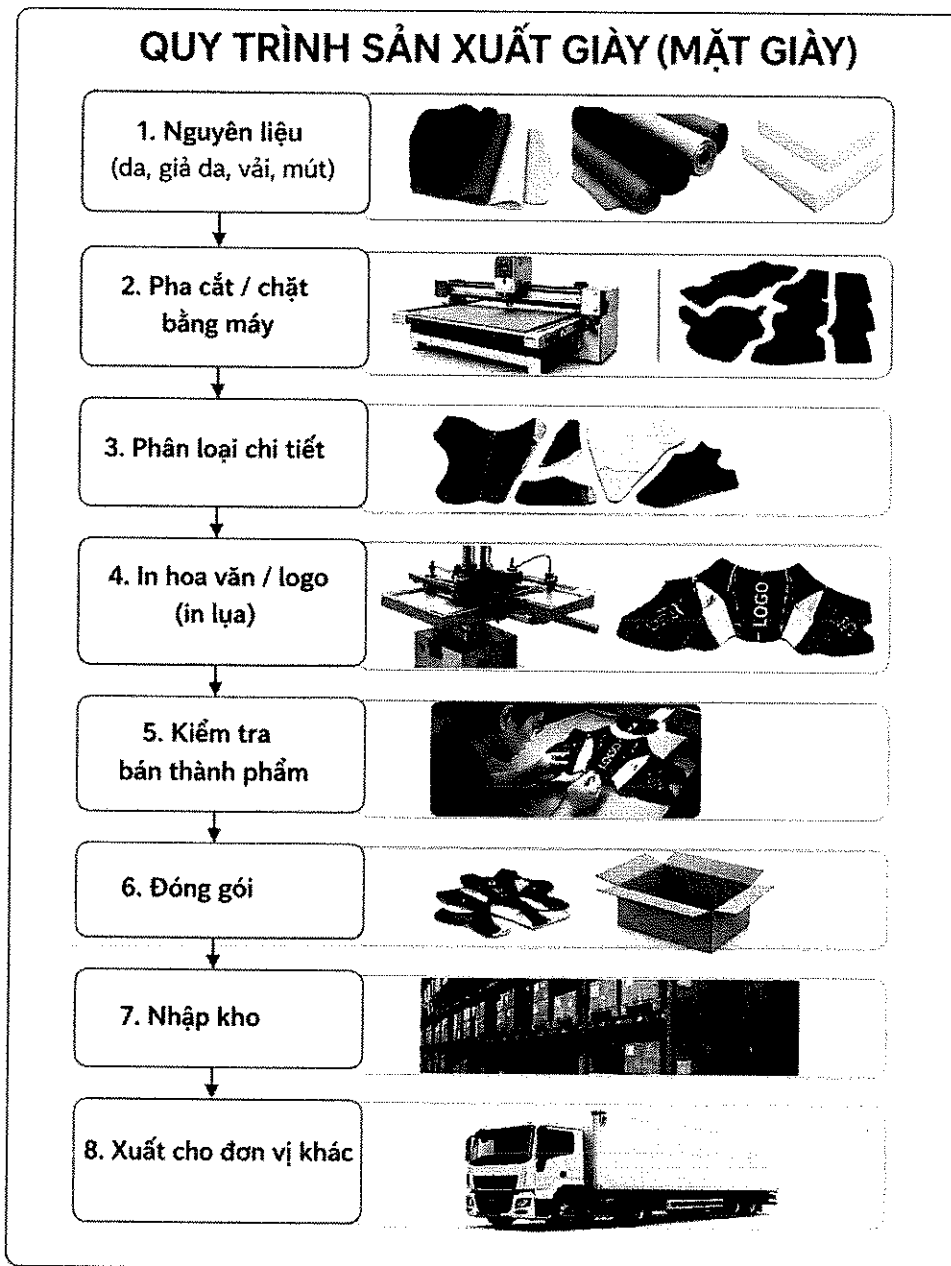 QUY TRÌNH SẢN XUẤT GIÀY (MẶT GIÀY)
1. Nguyên liệu
(da, giả da, vải, mút)
2. Pha cắt / chặt
bằng máy
3. Phân loại chi tiết
4. In hoa văn / logo
(in lụa)
LOGO
5. Kiểm tra
bán thành phẩm
LOGO
6. Đóng gói
7. Nhập kho
8. Xuất cho đơn vị khác